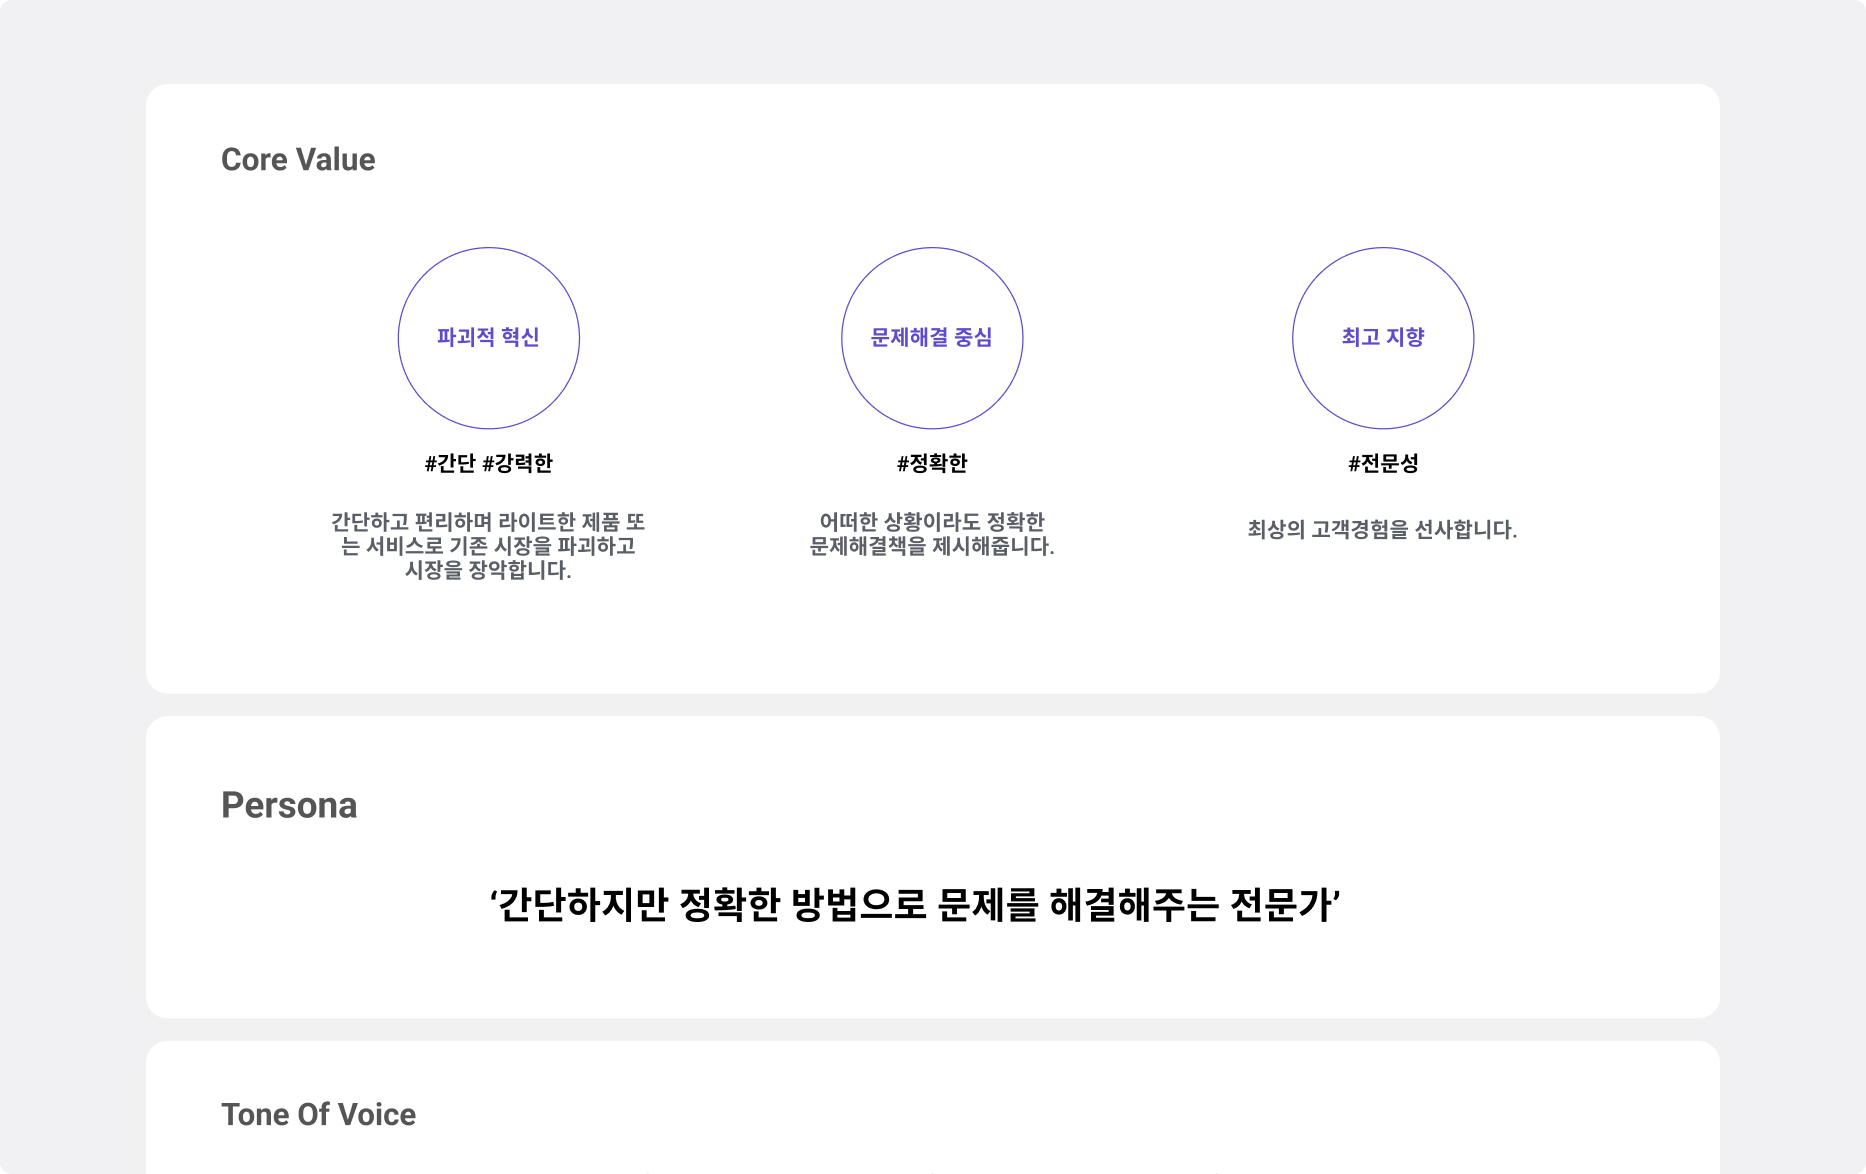 Core Value
파괴적 혁신
문제해결 중심
최고 지향
#간단 #강력한
#정확한
#전문성
간단하고 편리하며 라이트한 제품 또
는 서비스로 기존 시장을 파괴하고
시장을 장악합니다.
어떠한 상황이라도 정확한
문제해결책을 제시해줍니다.
최상의 고객경험을 선사합니다.
Persona
‘간단하지만 정확한 방법으로 문제를 해결해주는 전문가’
Tone Of Voice